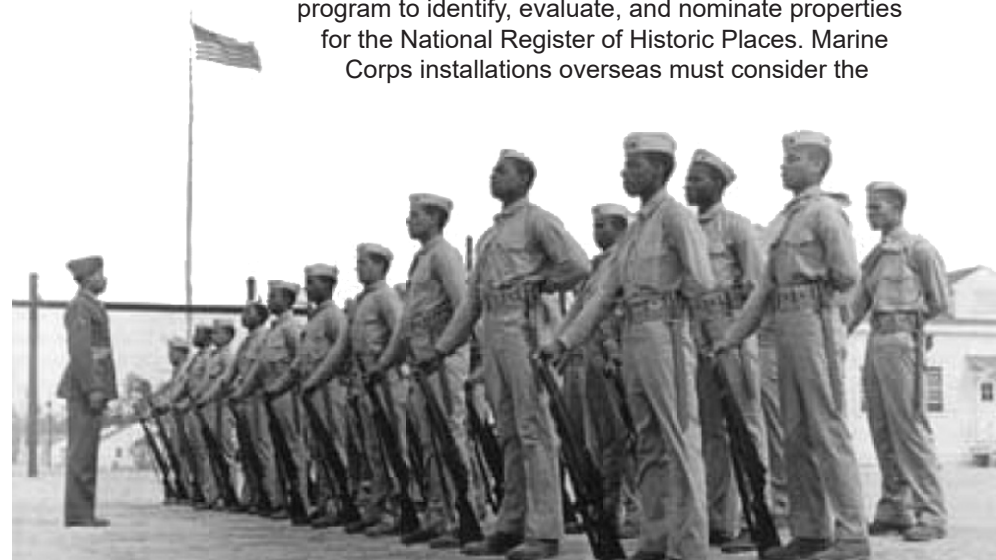 program to identify, evaluate, and nominate properties
for the National Register of Historic Places. Marine
Corps installations overseas must consider the